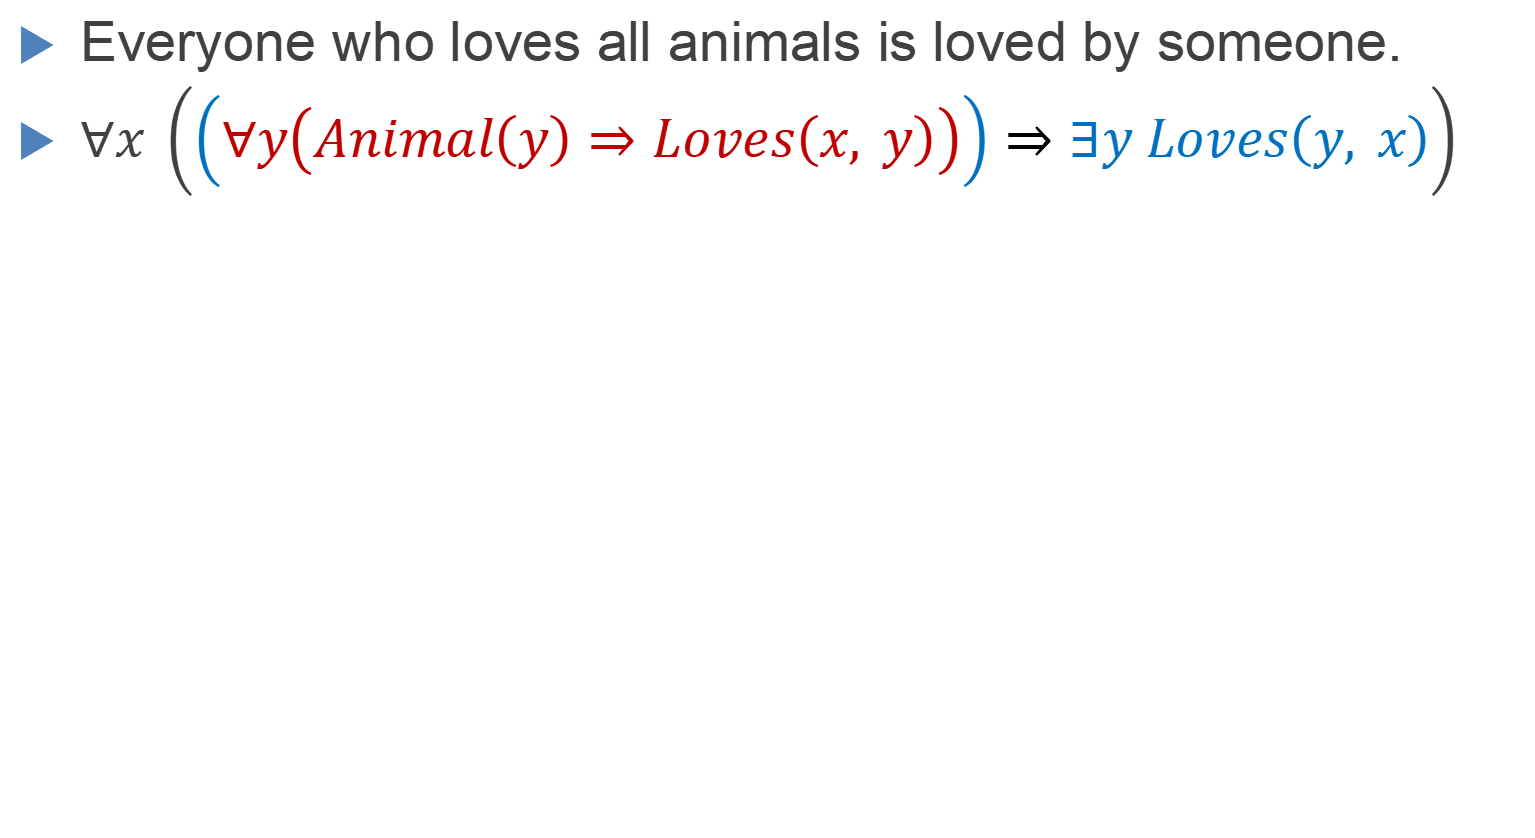 ▶ Everyone who loves all animals is loved by someone.
▶ ∀x ((∀y(Animal(y) ⇒ Loves(x, y))) ⇒ ∃y Loves(y, x))